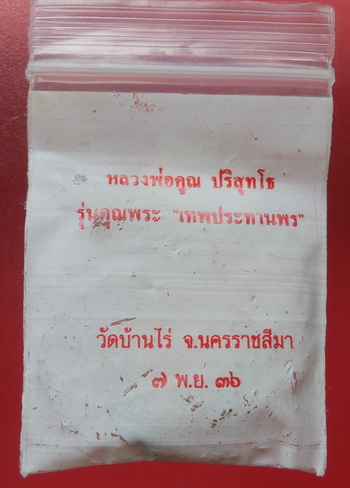 หลวงพ่อคูณ ปริสุทโธ
รุ่นคูณพระ "เทพประทานพร"
วัดบ้านไร่ จ.นครราชสีมา
๗ พ.ย. ๓๖